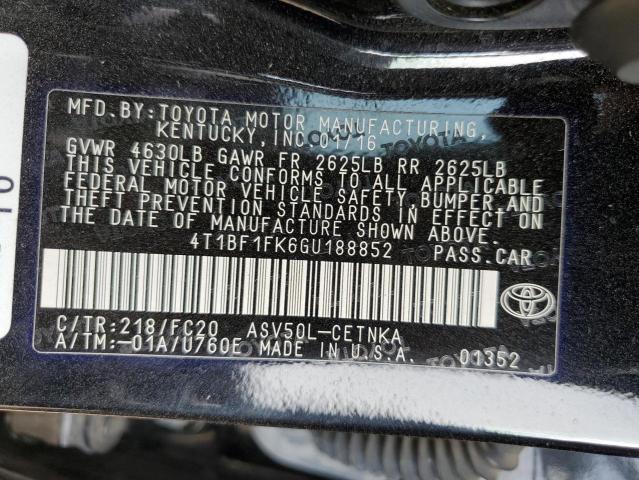 MFD.BY:TOYOTA MOTOR MANUFACTURING,
KENTUCKY, INC. 01/16
GVWR 4630LB GAWR FR 2625LB RR 2625LB
THIS VEHICLE CONFORMS TO ALL APPLICABLE
FEDERAL MOTOR VEHICLE SAFETY, BUMPER, AND
THEFT PREVENTION STANDARDS IN EFFECT ON
THE DATE OF MANUFACTURE SHOWN ABOVE.
4T1BF1FK6GU188852 PASS.CAR
C/TR:218/FC20 ASV50L-CETNKA
A/TM:-01A/U760E MADE IN U.S.A. 01352